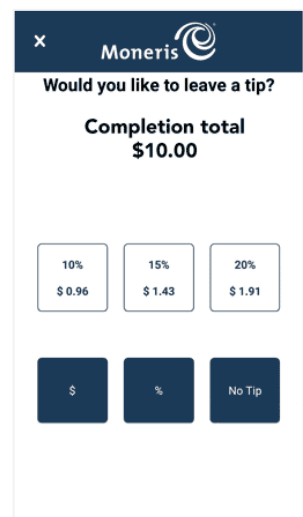 ×
Moneris
Would you like to leave a tip?
Completion total
$10.00
10% 15% 20%
$ 0.96 $ 1.43 $ 1.91
$ % No Tip